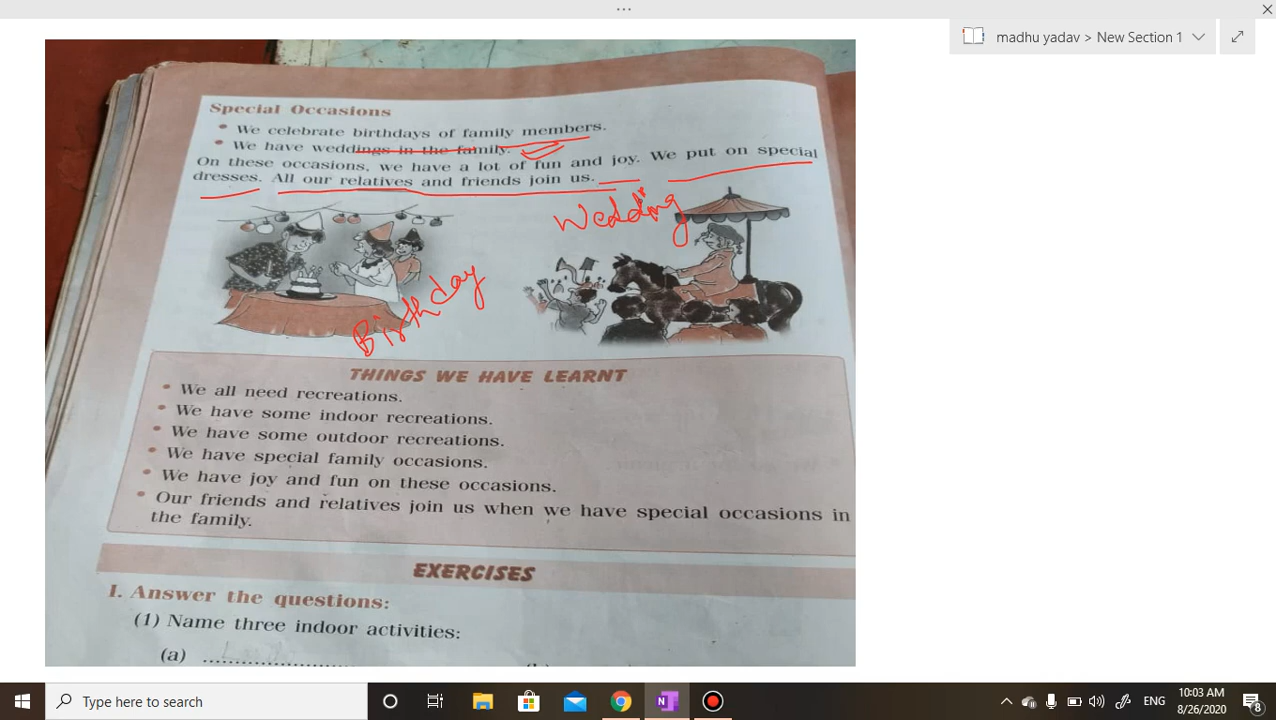 madhu yadav > New Section 1
Special Occasions
• We celebrate birthdays of family members.
• We have weddings in the family.
On these occasions, we have a lot of fun and joy. We put on special
dresses. All our relatives and friends join us.
Wedding
Birthday
THINGS WE HAVE LEARNT
• We all need recreations.
• We have some indoor recreations.
• We have some outdoor recreations.
• We have special family occasions.
• We have joy and fun on these occasions.
• Our friends and relatives join us when we have special occasions in
the family.
EXERCISES
I. Answer the questions:
(1) Name three indoor activities:
(a)
Type here to search
ENG
10:03 AM
8/26/2020
8